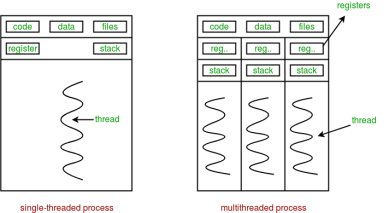 registers
code data files
register stack
thread
single-threaded process
code data files
reg.. reg.. reg..
stack stack stack
thread
multithreaded process